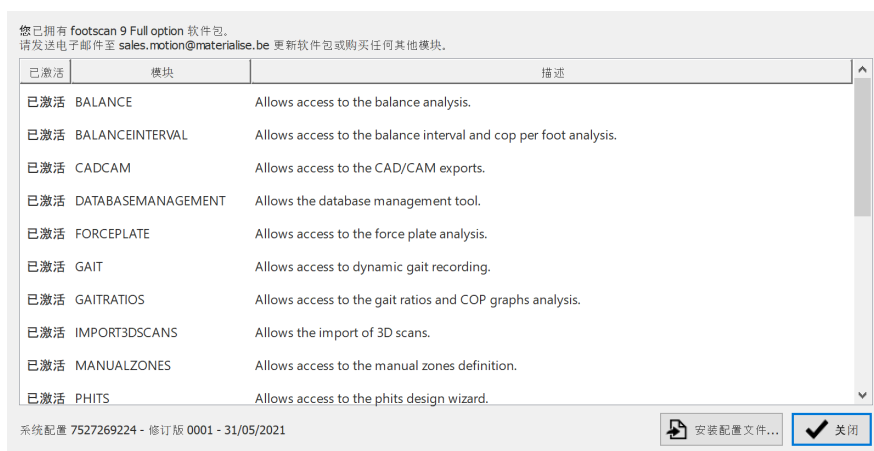 您已拥有 footscan 9 Full option 软件包。
请发送电子邮件至 sales.motion@materialise.be 更新软件包或购买任何其他模块。
已激活 模块 描述
已激活 BALANCE Allows access to the balance analysis.
已激活 BALANCEINTERVAL Allows access to the balance interval and cop per foot analysis.
已激活 CADCAM Allows access to the CAD/CAM exports.
已激活 DATABASEMANAGEMENT Allows the database management tool.
已激活 FORCEPLATE Allows access to the force plate analysis.
已激活 GAIT Allows access to dynamic gait recording.
已激活 GAITRATIOS Allows access to the gait ratios and COP graphs analysis.
已激活 IMPORT3DSCANS Allows the import of 3D scans.
已激活 MANUALZONES Allows access to the manual zones definition.
已激活 PHITS Allows access to the phits design wizard.
系统配置 7527269224 - 修订版 0001 - 31/05/2021 安装配置文件... 关闭